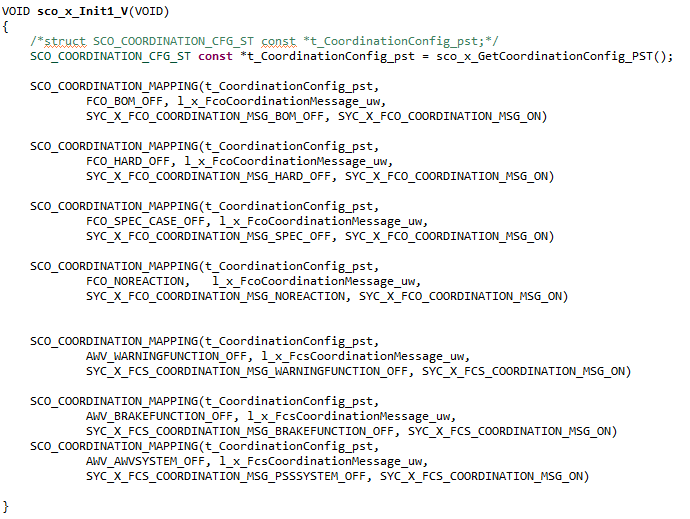 VOID sco_x_Init1_V(VOID)
{
/*struct SCO_COORDINATION_CFG_ST const *t_CoordinationConfig_pst;*/
SCO_COORDINATION_CFG_ST const *t_CoordinationConfig_pst = sco_x_GetCoordinationConfig_PST();
SCO_COORDINATION_MAPPING(t_CoordinationConfig_pst,
FCO_BOM_OFF, l_x_FcoCoordinationMessage_uw,
SYC_X_FCO_COORDINATION_MSG_BOM_OFF, SYC_X_FCO_COORDINATION_MSG_ON)
SCO_COORDINATION_MAPPING(t_CoordinationConfig_pst,
FCO_HARD_OFF, l_x_FcoCoordinationMessage_uw,
SYC_X_FCO_COORDINATION_MSG_HARD_OFF, SYC_X_FCO_COORDINATION_MSG_ON)
SCO_COORDINATION_MAPPING(t_CoordinationConfig_pst,
FCO_SPEC_CASE_OFF, l_x_FcoCoordinationMessage_uw,
SYC_X_FCO_COORDINATION_MSG_SPEC_OFF, SYC_X_FCO_COORDINATION_MSG_ON)
SCO_COORDINATION_MAPPING(t_CoordinationConfig_pst,
FCO_NOREACTION, l_x_FcoCoordinationMessage_uw,
SYC_X_FCO_COORDINATION_MSG_NOREACTION, SYC_X_FCO_COORDINATION_MSG_ON)
SCO_COORDINATION_MAPPING(t_CoordinationConfig_pst,
AWV_WARNINGFUNCTION_OFF, l_x_FcsCoordinationMessage_uw,
SYC_X_FCS_COORDINATION_MSG_WARNINGFUNCTION_OFF, SYC_X_FCS_COORDINATION_MSG_ON)
SCO_COORDINATION_MAPPING(t_CoordinationConfig_pst,
AWV_BRAKEFUNCTION_OFF, l_x_FcsCoordinationMessage_uw,
SYC_X_FCS_COORDINATION_MSG_BRAKEFUNCTION_OFF, SYC_X_FCS_COORDINATION_MSG_ON)
SCO_COORDINATION_MAPPING(t_CoordinationConfig_pst,
AWV_AWVSYSTEM_OFF, l_x_FcsCoordinationMessage_uw,
SYC_X_FCS_COORDINATION_MSG_PSSSYSTEM_OFF, SYC_X_FCS_COORDINATION_MSG_ON)
}